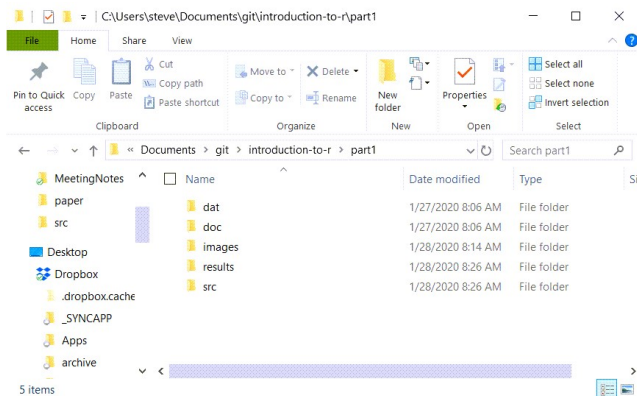 C:\Users\steve\Documents\git\introduction-to-r\part1
File Home Share View
Pin to Quick access
Copy
Paste
Cut
Copy path
Paste shortcut
Clipboard
Move to
Copy to
Delete
Rename
Organize
New folder
New
Properties
Open
Select all
Select none
Invert selection
Select
« Documents > git > introduction-to-r > part1
Search part1
MeetingNotes
paper
src
Desktop
Dropbox
.dropbox.cache
_SYNCAPP
Apps
archive
Name Date modified Type Si
dat 1/27/2020 8:06 AM File folder
doc 1/27/2020 8:06 AM File folder
images 1/28/2020 8:14 AM File folder
results 1/28/2020 8:26 AM File folder
src 1/28/2020 8:26 AM File folder
5 items